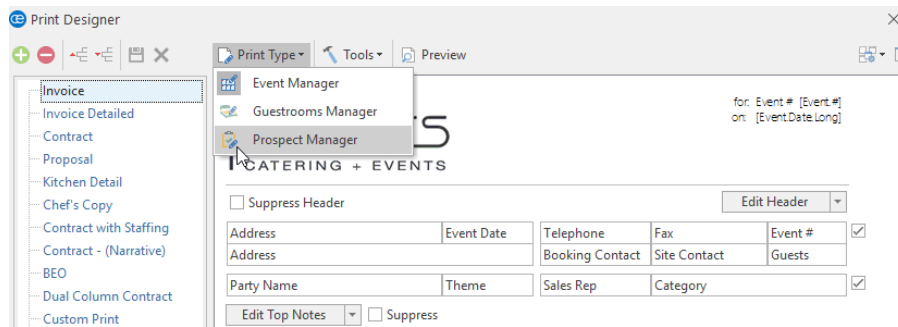 Print Designer
Print Type Tools Preview
Event Manager
Guestrooms Manager
Prospect Manager
Invoice
Invoice Detailed
Contract
Proposal
Kitchen Detail
Chef's Copy
Contract with Staffing
Contract - (Narrative)
BEO
Dual Column Contract
Custom Print
for: Event # [Event.#]
on: [Event.Date.Long]
CATERING + EVENTS
Suppress Header Edit Header
Address Event Date Telephone Fax Event #
Address Booking Contact Site Contact Guests
Party Name Theme Sales Rep Category
Edit Top Notes Suppress